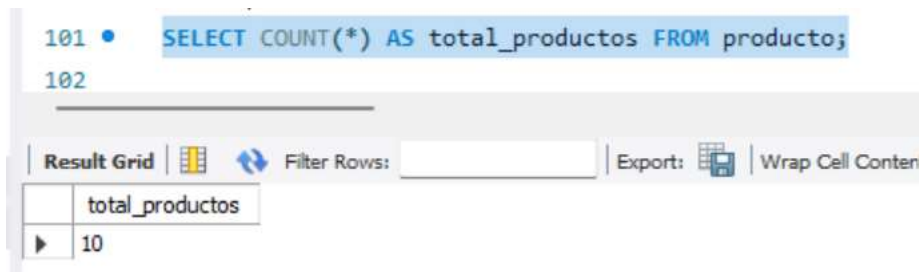 101 SELECT COUNT(*) AS total_productos FROM producto;
102
Result Grid Filter Rows: Export: Wrap Cell Conten
total_productos
10